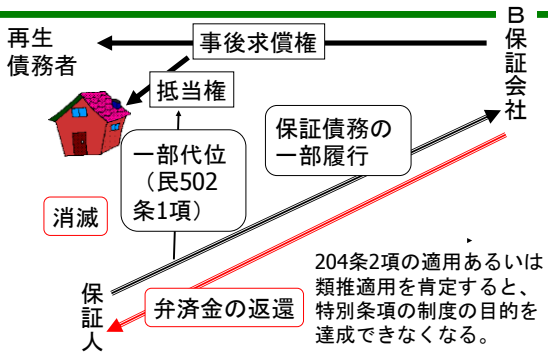 再生
債務者
事後求償権
B
保
証
会
社
抵当権
一部代位
(民502
条1項)
保証債務の
一部履行
消滅
保
証
人
弁済金の返還
204条2項の適用あるいは
類推適用を肯定すると、
特別条項の制度の目的を
達成できなくなる。